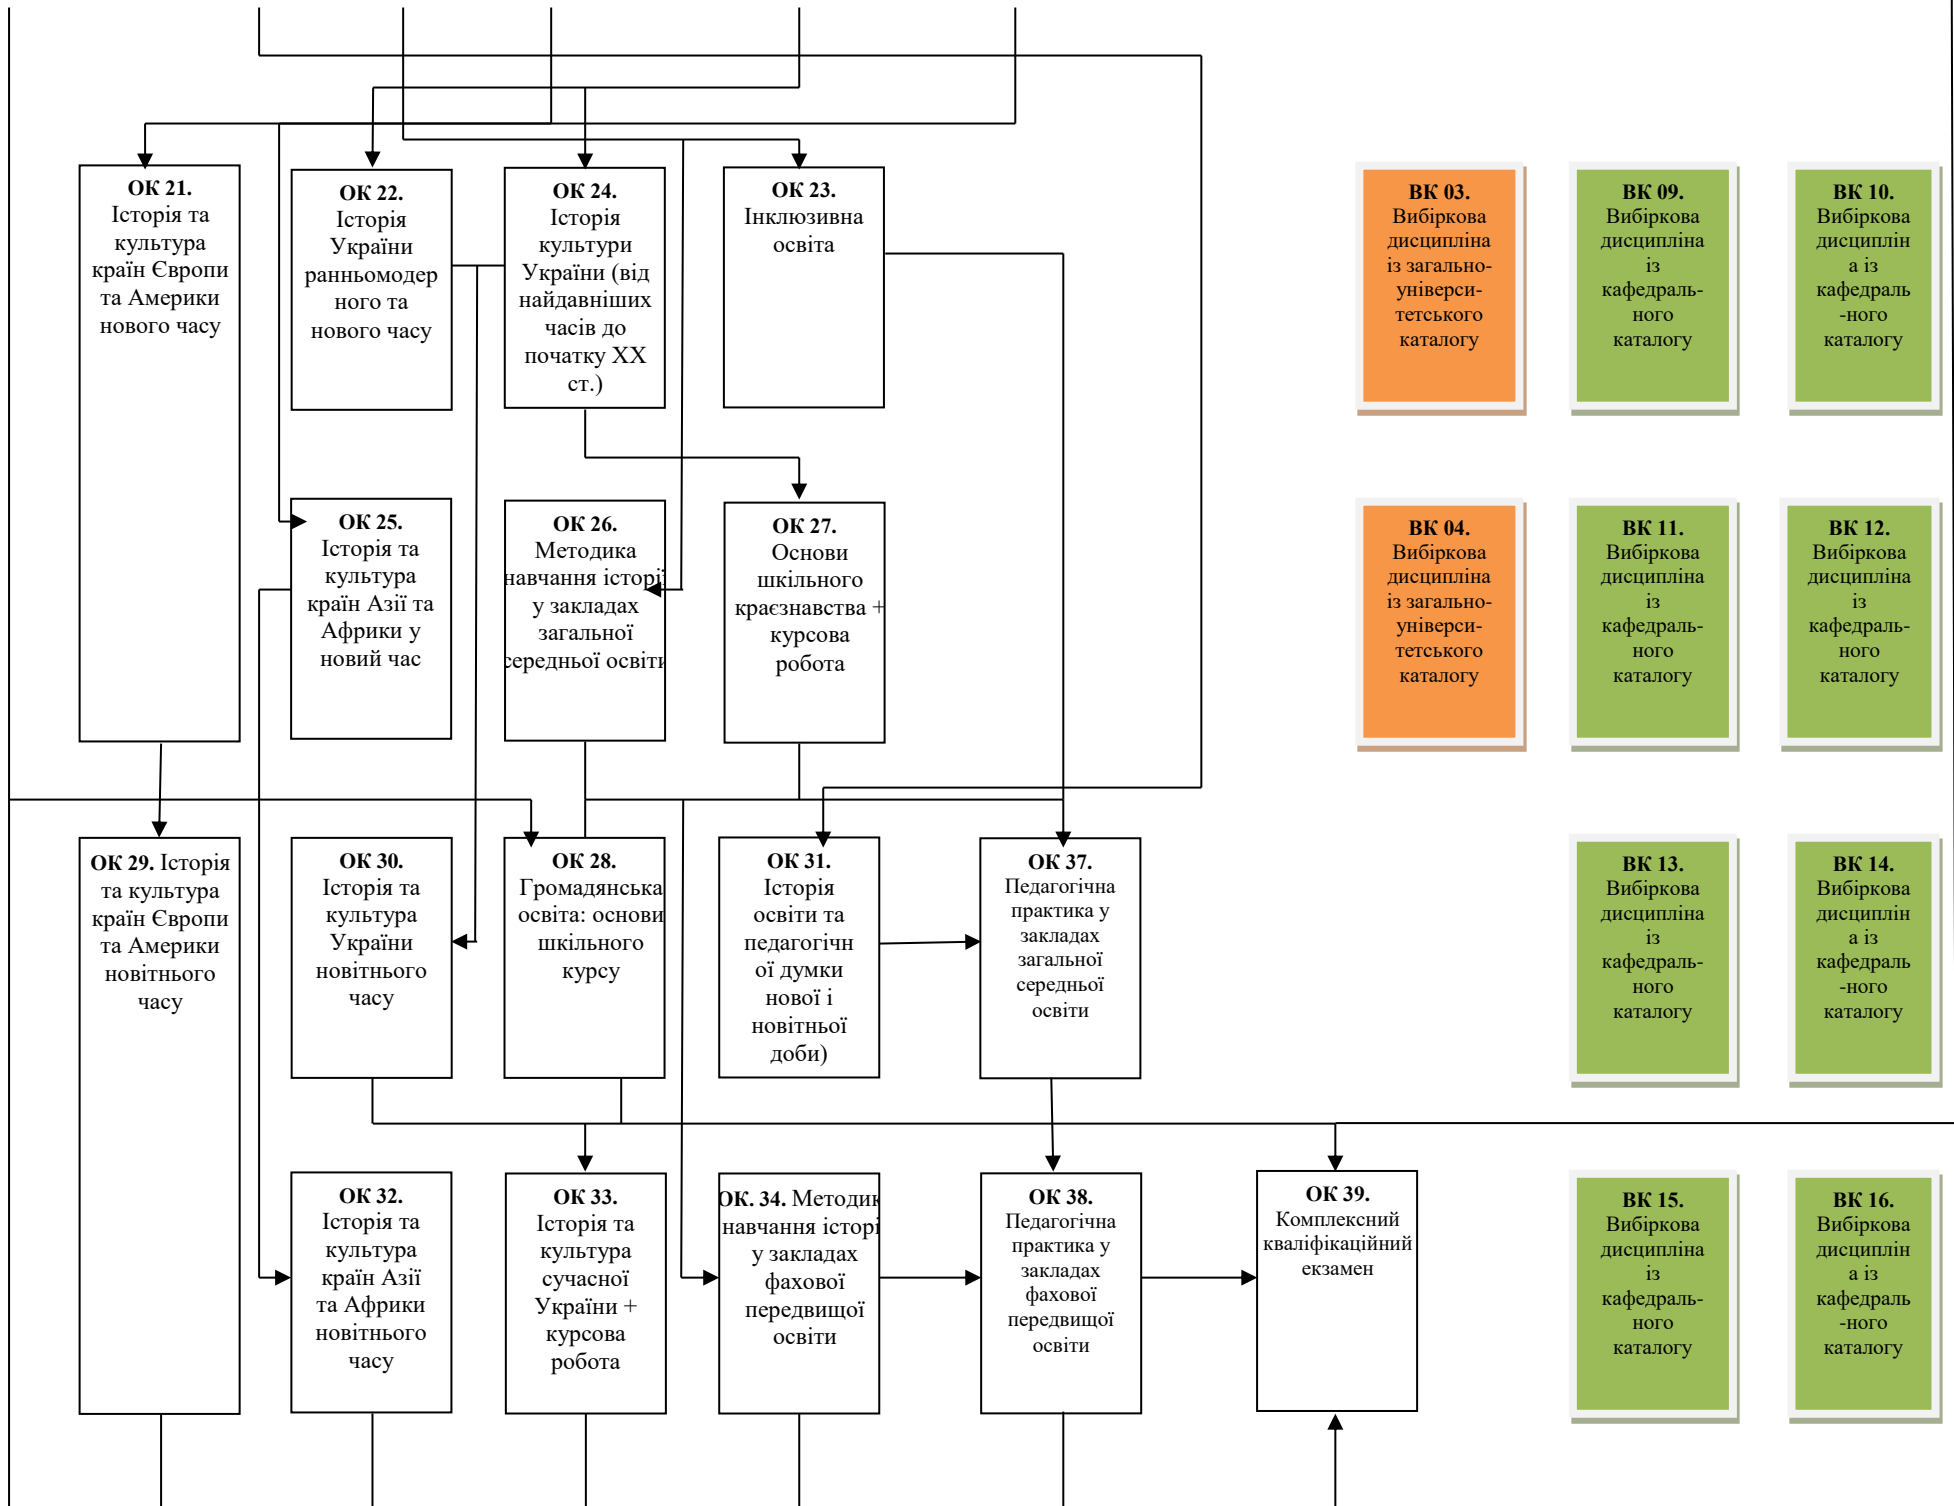 ОК 21.
Історія та
культура
країн Європи
та Америки
нового часу
ОК 22.
Історія
України
ранньомодер
ного та
нового часу
ОК 24.
Історія
культури
України (від
найдавніших
часів до
початку ХХ
ст.)
ОК 23.
Інклюзивна
освіта
ВК 03.
Вибіркова
дисципліна
із загально-
універси-
тетського
каталогу
ВК 09.
Вибіркова
дисципліна
із
кафедраль-
ного
каталогу
ВК 10.
Вибіркова
дисциплін
а із
кафедраль
-ного
каталогу
ОК 25.
Історія та
культура
країн Азії та
Африки у
новий час
ОК 26.
Методика
навчання історії
у закладах
загальної
середньої освіти
ОК 27.
Основи
шкільного
краєзнавства +
курсова
робота
ВК 04.
Вибіркова
дисципліна
із загально-
універси-
тетського
каталогу
ВК 11.
Вибіркова
дисципліна
із
кафедраль-
ного
каталогу
ВК 12.
Вибіркова
дисципліна
із
кафедраль-
ного
каталогу
ОК 29. Історія
та культура
країн Європи
та Америки
новітнього
часу
ОК 30.
Історія та
культура
України
новітнього
часу
ОК 28.
Громадянська
освіта: основи
шкільного
курсу
ОК 31.
Історія
освіти та
педагогічн
ої думки
нової і
новітньої
доби)
ОК 37.
Педагогічна
практика у
закладах
загальної
середньої
освіти
ВК 13.
Вибіркова
дисципліна
із
кафедраль-
ного
каталогу
ВК 14.
Вибіркова
дисциплін
а із
кафедраль
-ного
каталогу
ОК 32.
Історія та
культура
країн Азії
та Африки
новітнього
часу
ОК 33.
Історія та
культура
сучасної
України +
курсова
робота
ОК. 34. Методик
навчання історі
у закладах
фахової
передвищої
освіти
ОК 38.
Педагогічна
практика у
закладах
фахової
передвищої
освіти
ОК 39.
Комплексний
кваліфікаційний
екзамен
ВК 15.
Вибіркова
дисципліна
із
кафедраль-
ного
каталогу
ВК 16.
Вибіркова
дисциплін
а із
кафедраль
-ного
каталогу